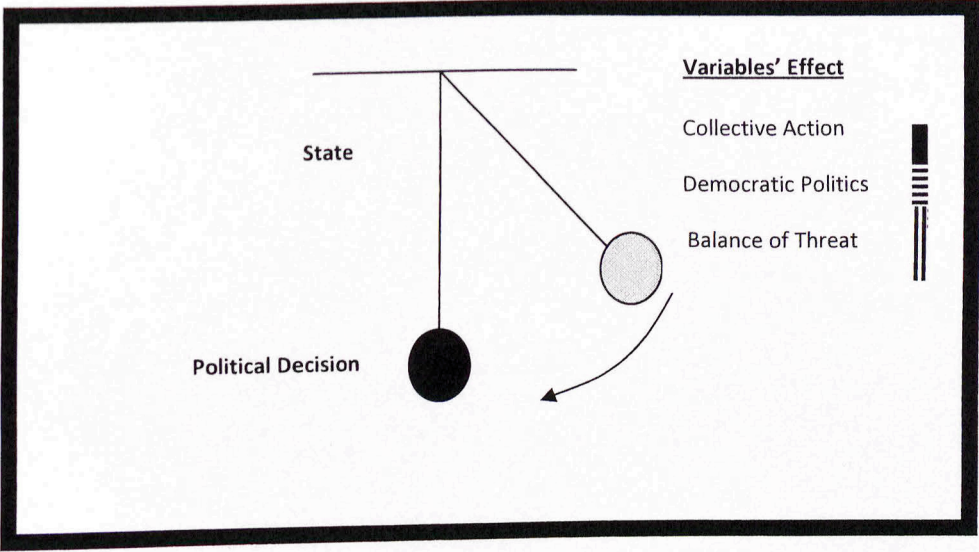 Variables' Effect
Collective Action
State
Democratic Politics
Balance of Threat
Political Decision